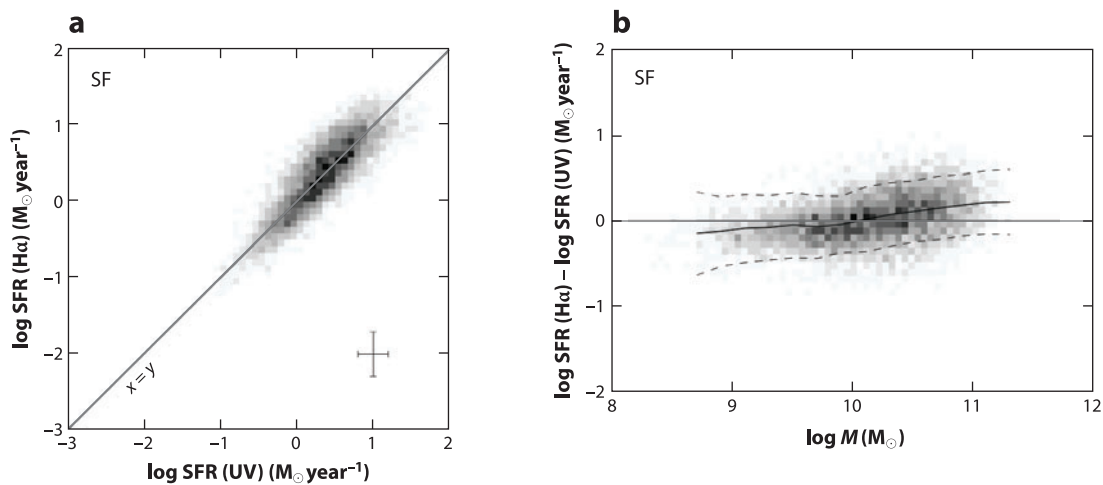 a
SF
2
1
0
−1
−2
−3
log SFR (Hα) (M⊙ year−1)
x = y
−3 −2 −1 0 1 2
log SFR (UV) (M⊙ year−1)
b
SF
2
1
0
−1
−2
log SFR (Hα) – log SFR (UV) (M⊙ year−1)
8 9 10 11 12
log M (M⊙)